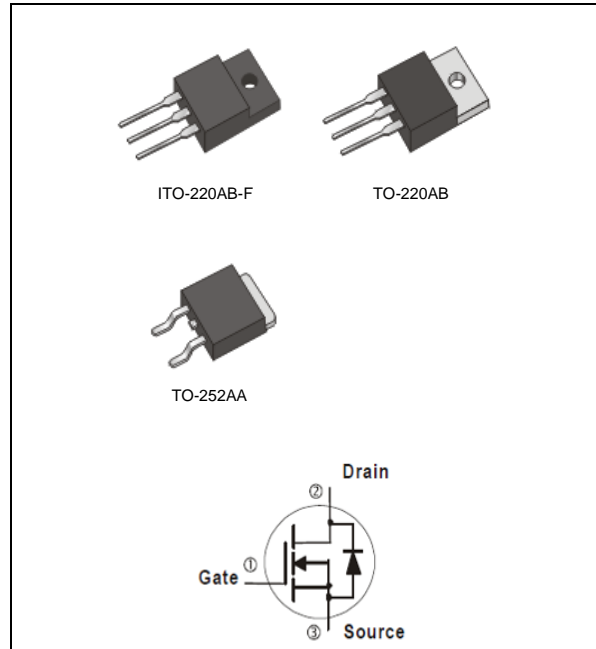 ITO-220AB-F TO-220AB
TO-252AA
Drain
②
①
Gate
③ Source